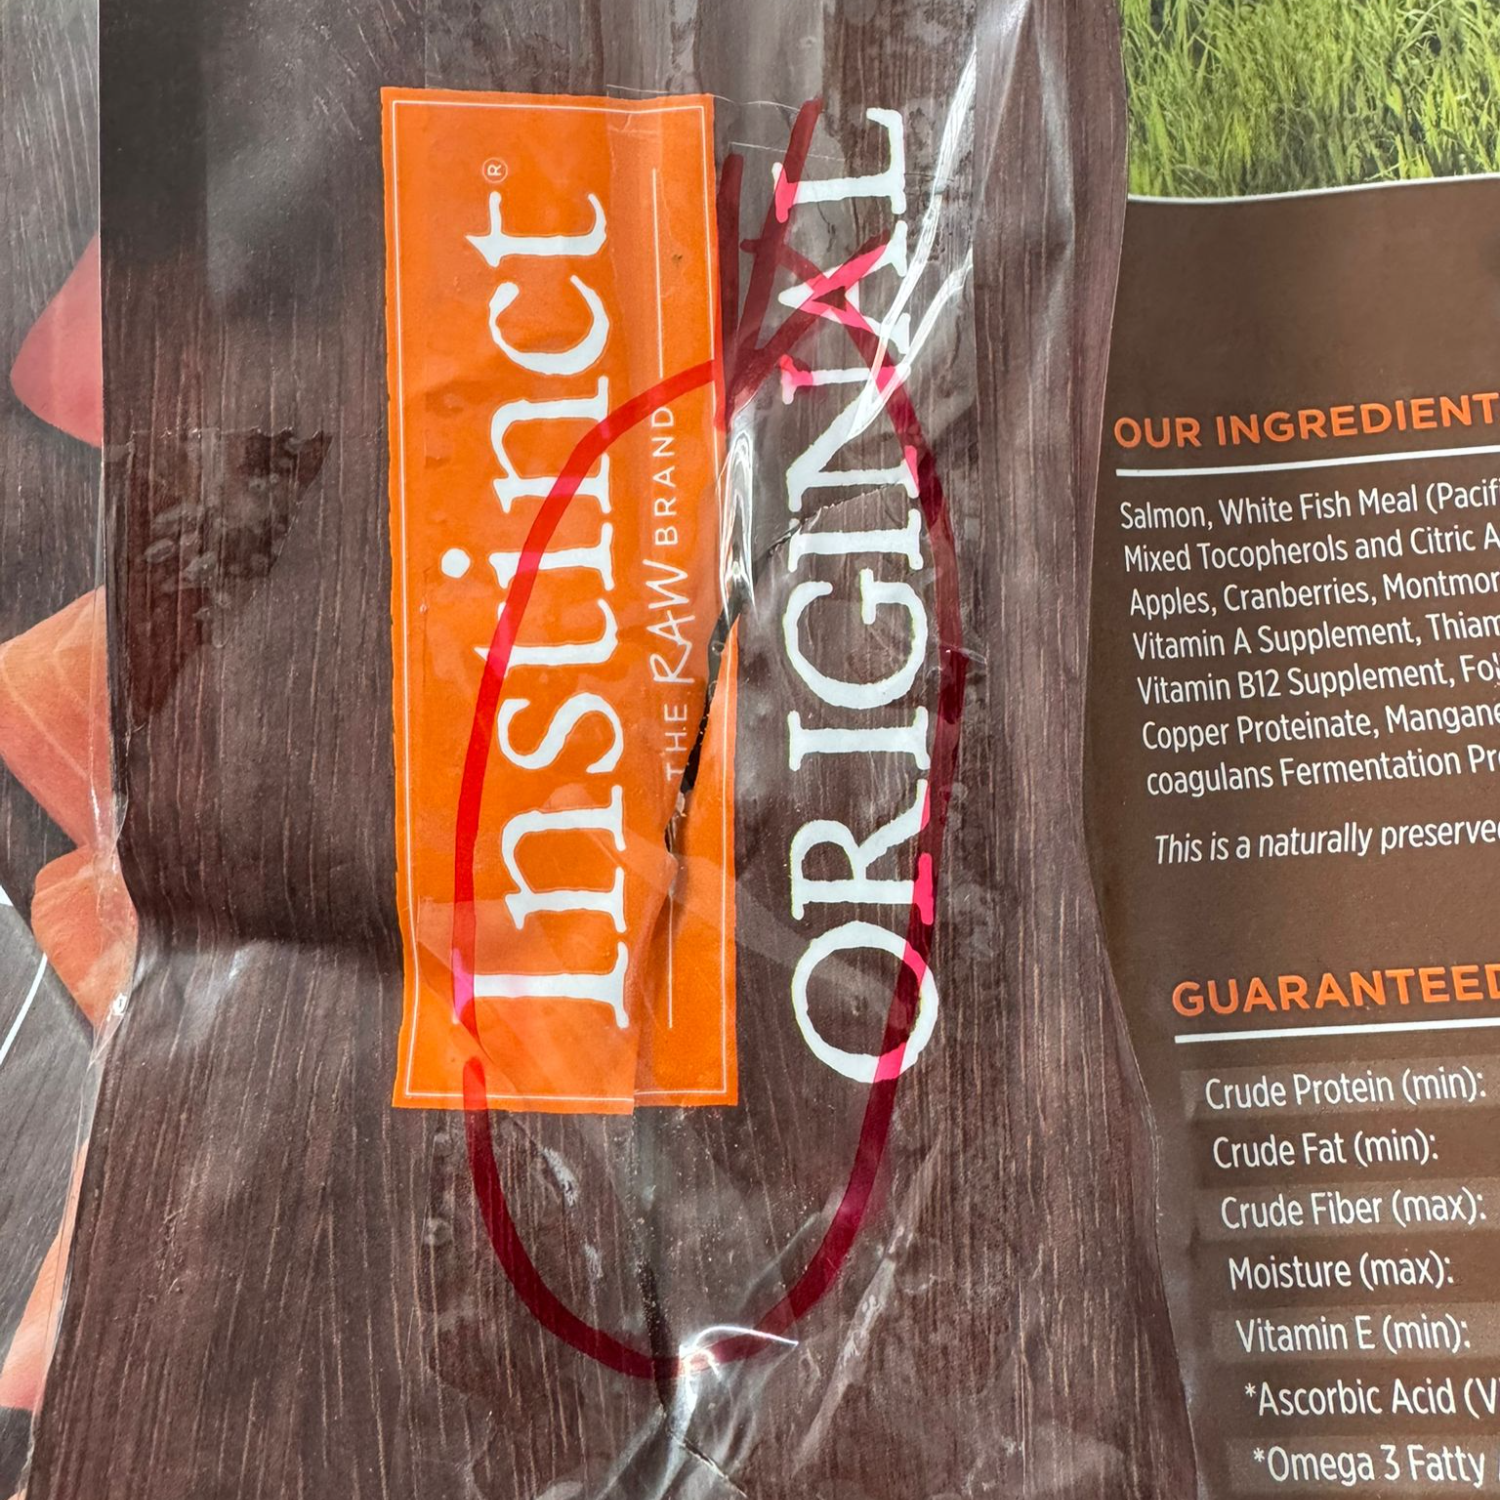 Instinct®
THE RAW BRAND
ORIGINAL
OUR INGREDIENT
Salmon, White Fish Meal (Pacifi
Mixed Tocopherols and Citric A
Apples, Cranberries, Montmor
Vitamin A Supplement, Thiam
Vitamin B12 Supplement, Fol
Copper Proteinate, Mangane
coagulans Fermentation Pr
This is a naturally preserve
GUARANTEED
Crude Protein (min):
Crude Fat (min):
Crude Fiber (max):
Moisture (max):
Vitamin E (min):
*Ascorbic Acid (V
*Omega 3 Fatty